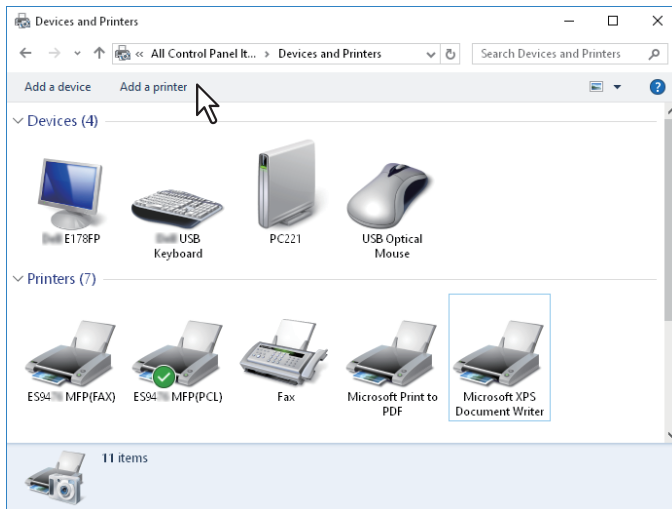 Devices and Printers
« All Control Panel It... > Devices and Printers
Search Devices and Printers
Add a device
Add a printer
?
Devices (4)
E178FP
USB
Keyboard
PC221
USB Optical
Mouse
Printers (7)
ES94 MFP(FAX)
ES94 MFP(PCL)
Fax
Microsoft Print to
PDF
Microsoft XPS
Document Writer
11 items